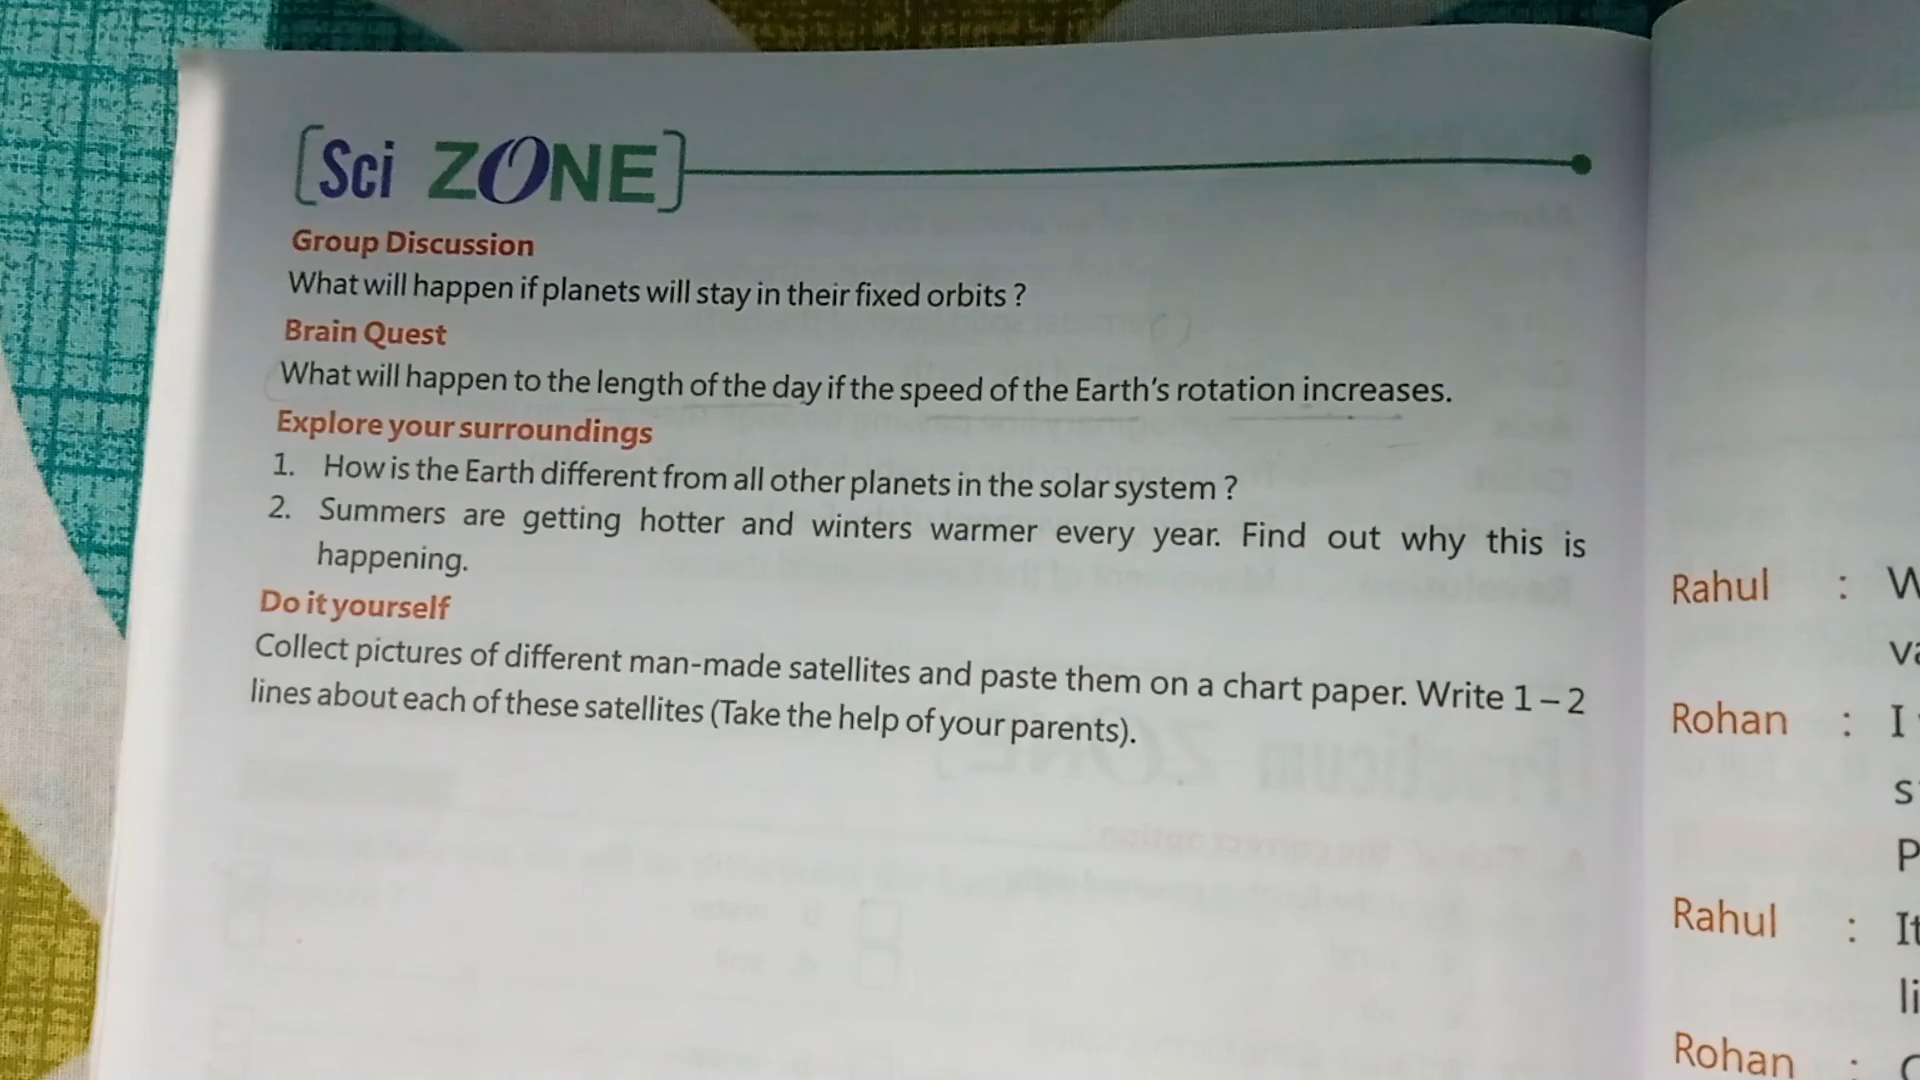 [Sci ZONE]
Group Discussion
What will happen if planets will stay in their fixed orbits ?
Brain Quest
What will happen to the length of the day if the speed of the Earth's rotation increases.
Explore your surroundings
1. How is the Earth different from all other planets in the solar system ?
2. Summers are getting hotter and winters warmer every year. Find out why this is
happening.
Do it yourself
Collect pictures of different man-made satellites and paste them on a chart paper. Write 1 – 2
lines about each of these satellites (Take the help of your parents).
Rahul :
Rohan : I
Rahul :
Rohan :